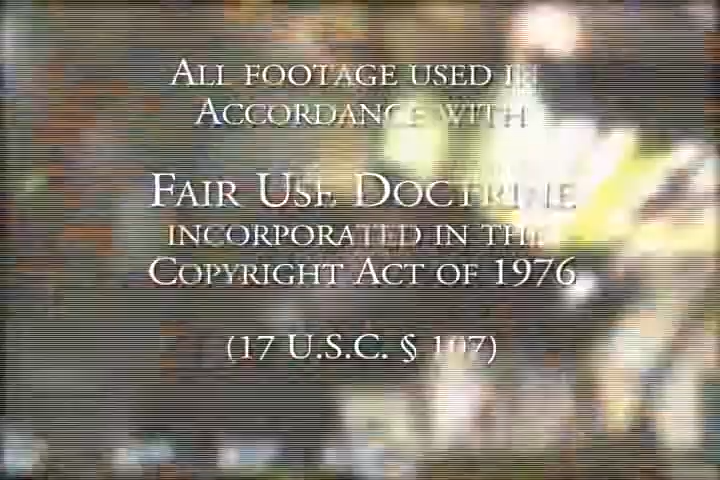 ALL FOOTAGE USED IN
ACCORDANCE WITH
FAIR USE DOCTRINE
INCORPORATED IN THE
COPYRIGHT ACT OF 1976
(17 U.S.C. § 107)